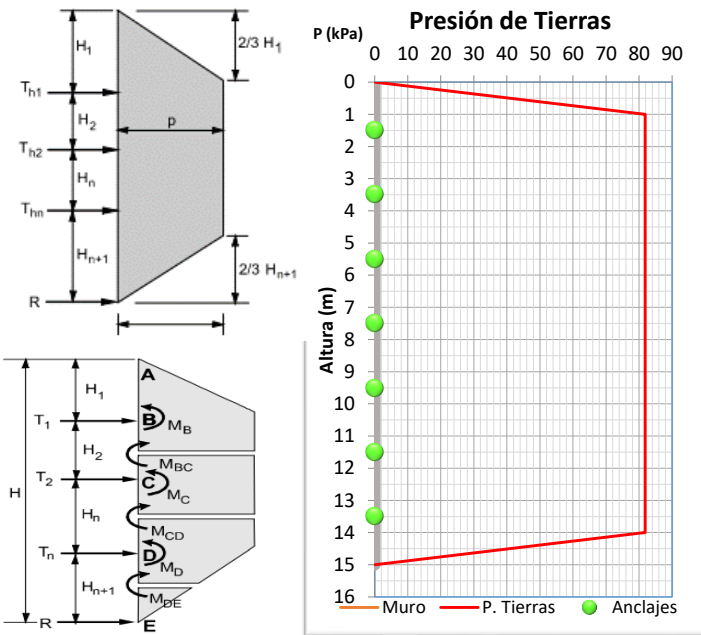 H1
2/3 H1
Th1
H2
p
Th2
Hn
Thn
Hn+1
2/3 Hn+1
R
A
H1
T1
B
MB
H2
MBC
H
T2
C
MC
Hn
MCD
Tn
D
MD
Hn+1
MDE
R
E
Presión de Tierras
P (kPa)
0 10 20 30 40 50 60 70 80 90
Altura (m)
0
1
2
3
4
5
6
7
8
9
10
11
12
13
14
15
16
Muro P. Tierras Anclajes